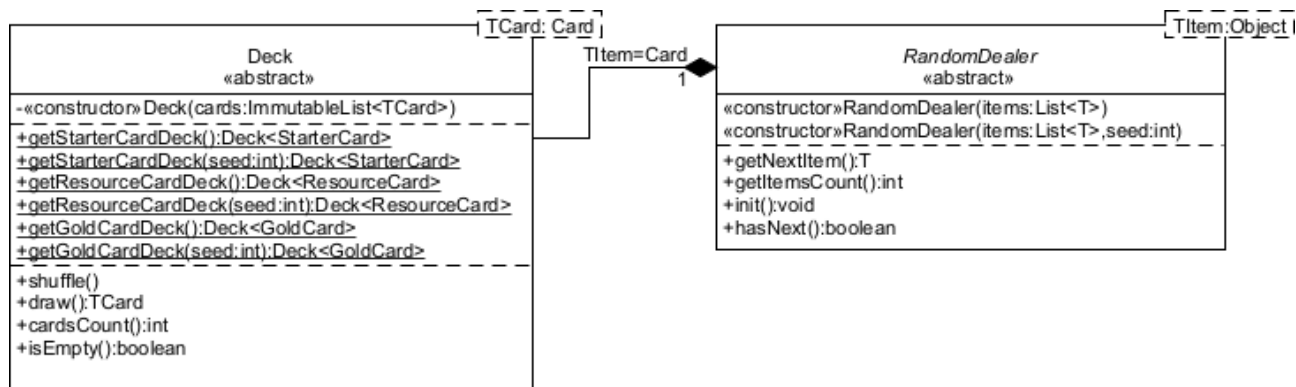 TCard: Card
Deck
«abstract»
-«constructor»Deck(cards:ImmutableList<TCard>)
+getStarterCardDeck():Deck<StarterCard>
+getStarterCardDeck(seed:int):Deck<StarterCard>
+getResourceCardDeck():Deck<ResourceCard>
+getResourceCardDeck(seed:int):Deck<ResourceCard>
+getGoldCardDeck():Deck<GoldCard>
+getGoldCardDeck(seed:int):Deck<GoldCard>
+shuffle()
+draw():TCard
+cardsCount():int
+isEmpty():boolean
TItem=Card
1
TItem:Object
RandomDealer
«abstract»
«constructor»RandomDealer(items:List<T>)
«constructor»RandomDealer(items:List<T>,seed:int)
+getNextItem():T
+getItemsCount():int
+init():void
+hasNext():boolean